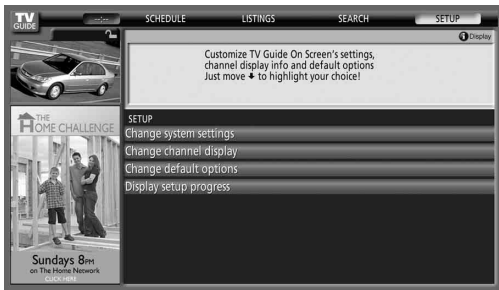 TV
GUIDE
--:--
SCHEDULE
LISTINGS
SEARCH
SETUP
i Display
Customize TV Guide On Screen's settings,
channel display info and default options
Just move ↓ to highlight your choice!
THE
HOME CHALLENGE
Sundays 8PM
on The Home Network
CLICK HERE
SETUP
Change system settings
Change channel display
Change default options
Display setup progress